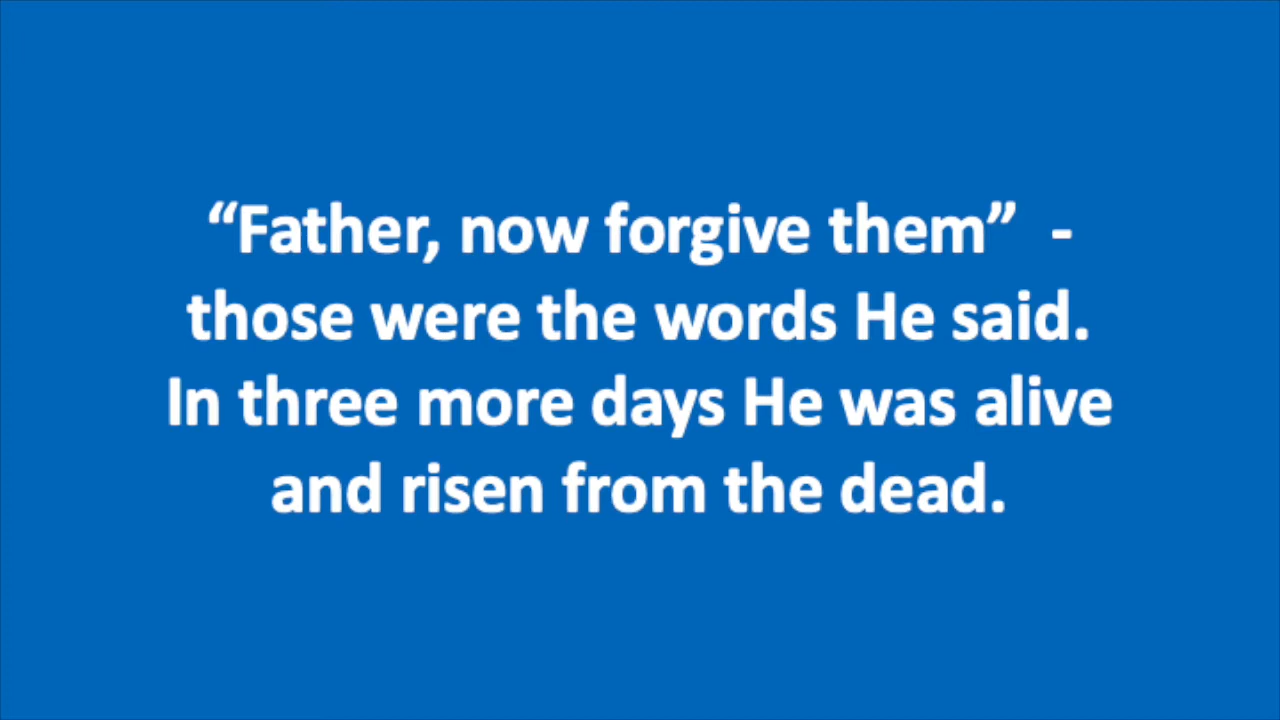 “Father, now forgive them”  -
those were the words He said.
In three more days He was alive
and risen from the dead.